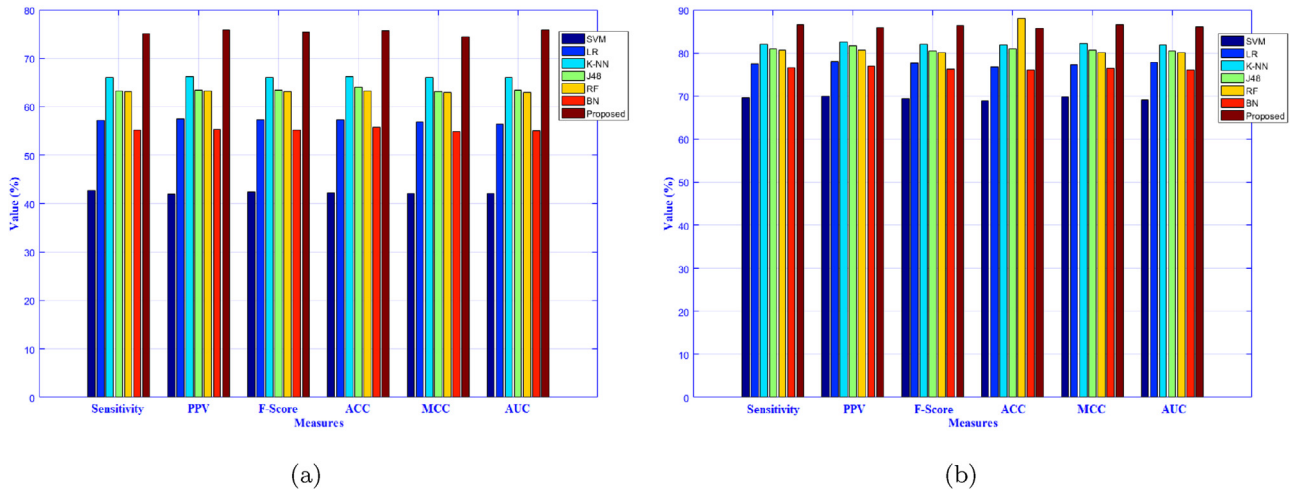 80
70
60
50
40
30
20
10
0
Value (%)
Sensitivity PPV F-Score ACC MCC AUC
Measures
SVM
LR
K-NN
J48
RF
BN
Proposed
(a)
90
80
70
60
50
40
30
20
10
0
Value (%)
Sensitivity PPV F-Score ACC MCC AUC
Measures
SVM
LR
K-NN
J48
RF
BN
Proposed
(b)